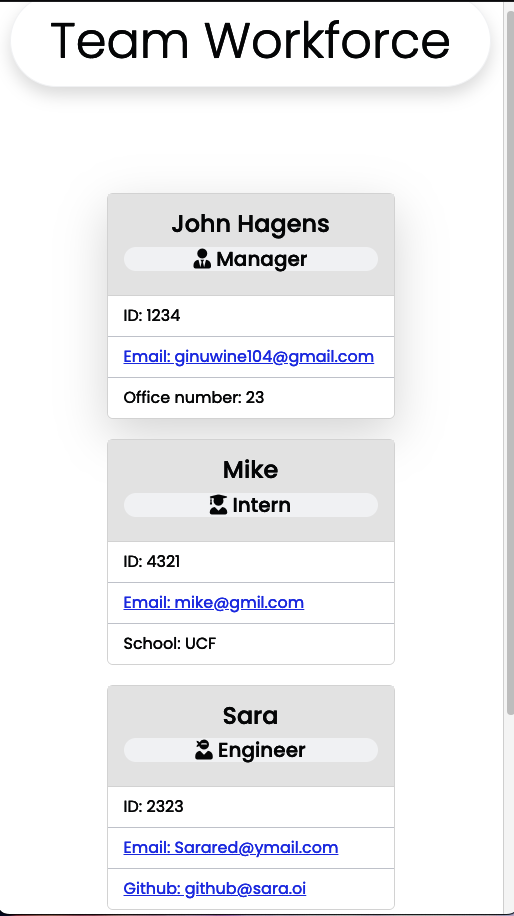 Team Workforce
John Hagens
Manager
ID: 1234
Email: ginuwine104@gmail.com
Office number: 23
Mike
Intern
ID: 4321
Email: mike@gmil.com
School: UCF
Sara
Engineer
ID: 2323
Email: Sarared@ymail.com
Github: github@sara.oi